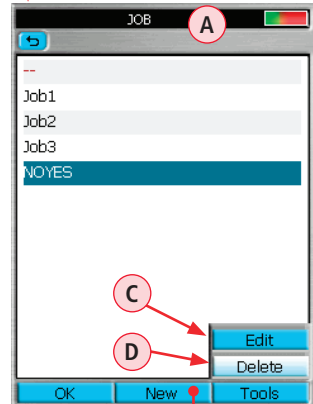 JOB
A
--
Job1
Job2
Job3
NOYES
C
Edit
D
Delete
OK New Tools